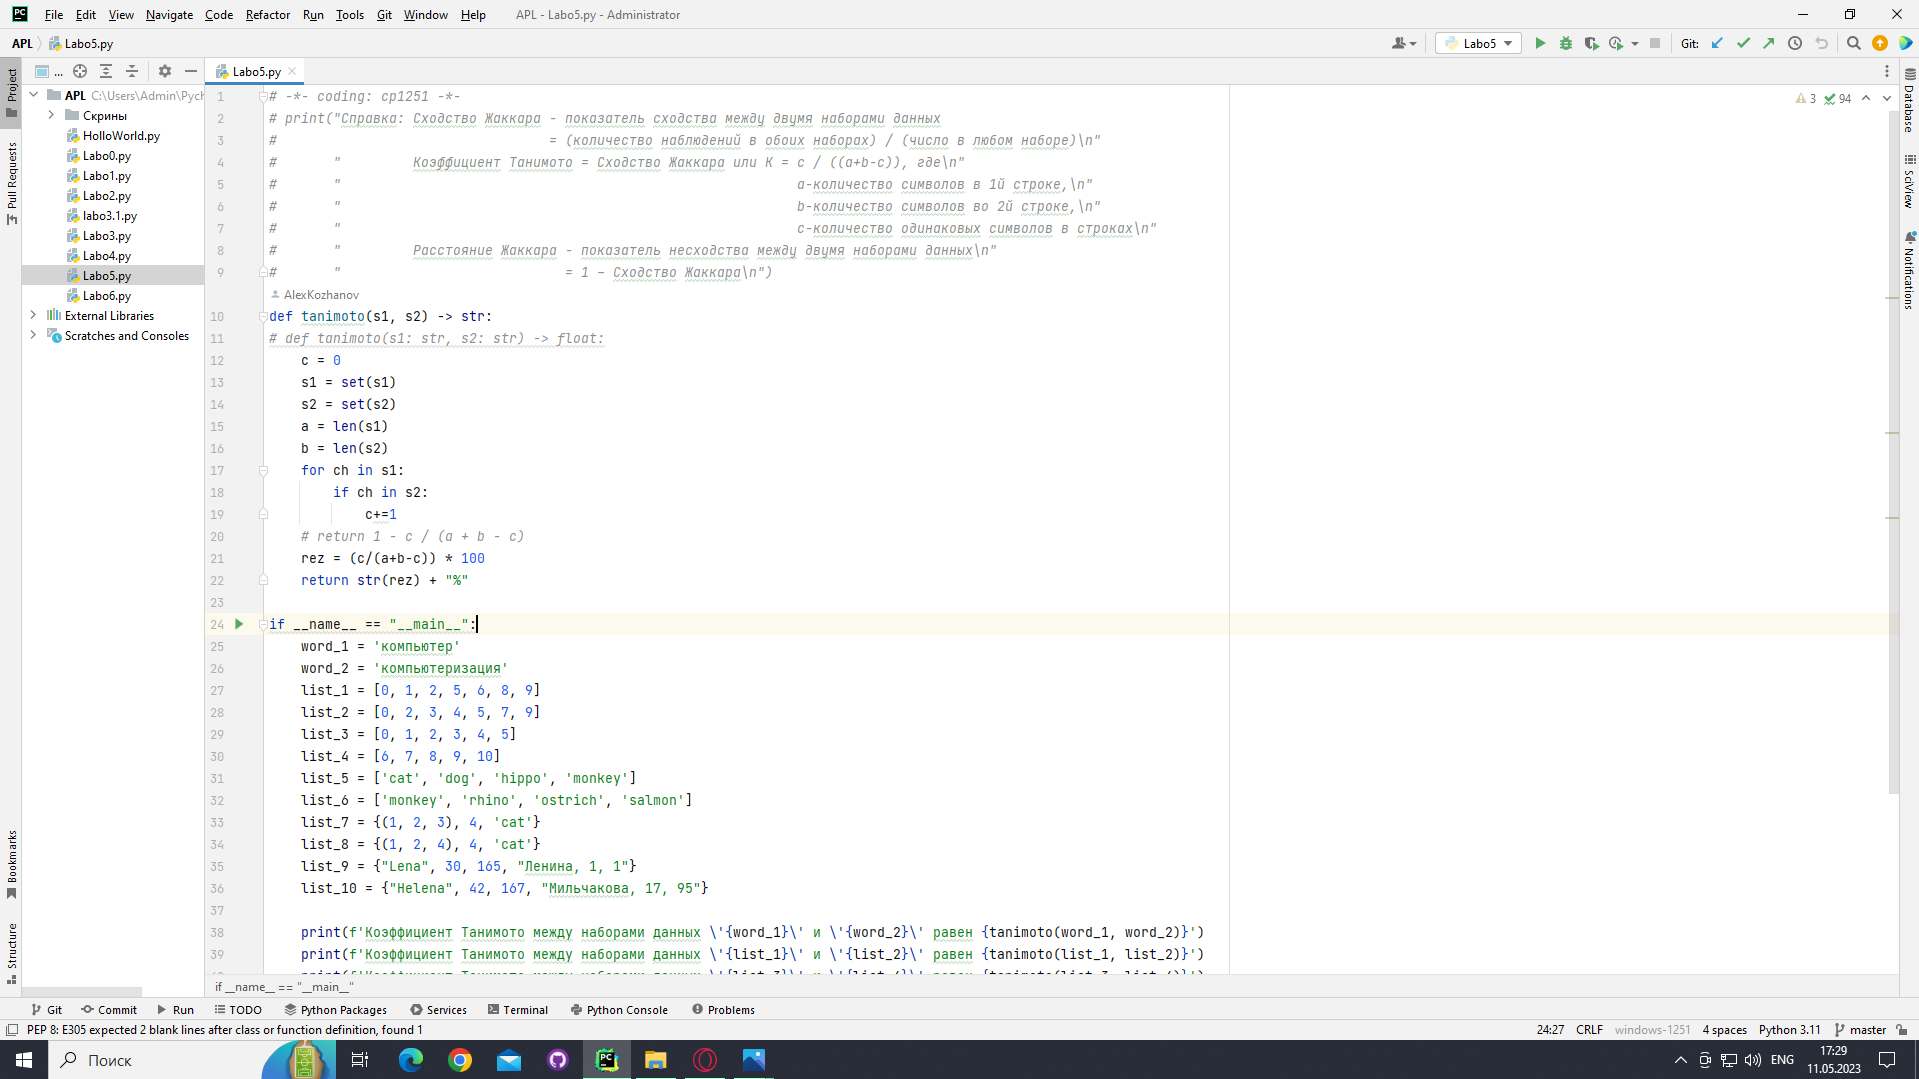 File Edit View Navigate Code Refactor Run Tools Git Window Help APL - Labo5.py - Administrator
APL Labo5.py Labo5 Git:
... Labo5.py
Project
Pull Requests
Bookmarks
Structure
APL C:\Users\Admin\Pych
Скрины
HolloWorld.py
Labo0.py
Labo1.py
Labo2.py
labo3.1.py
Labo3.py
Labo4.py
Labo5.py
Labo6.py
External Libraries
Scratches and Consoles
3 94
1 # -*- coding: cp1251 -*-
2 # print("Справка: Сходство Жаккара - показатель сходства между двумя наборами данных
3 # = (количество наблюдений в обоих наборах) / (число в любом наборе)\n"
4 # " Коэффициент Танимото = Сходство Жаккара или К = c / ((a+b-c)), где\n"
5 # " a-количество символов в 1й строке,\n"
6 # " b-количество символов во 2й строке,\n"
7 # " c-количество одинаковых символов в строках\n"
8 # " Расстояние Жаккара - показатель несходства между двумя наборами данных\n"
9 # " = 1 – Сходство Жаккара\n")
AlexKozhanov
10 def tanimoto(s1, s2) -> str:
11 # def tanimoto(s1: str, s2: str) -> float:
12 c = 0
13 s1 = set(s1)
14 s2 = set(s2)
15 a = len(s1)
16 b = len(s2)
17 for ch in s1:
18 if ch in s2:
19 c+=1
20 # return 1 - c / (a + b - c)
21 rez = (c/(a+b-c)) * 100
22 return str(rez) + "%"
23
24 if __name__ == "__main__":
25 word_1 = 'компьютер'
26 word_2 = 'компьютеризация'
27 list_1 = [0, 1, 2, 5, 6, 8, 9]
28 list_2 = [0, 2, 3, 4, 5, 7, 9]
29 list_3 = [0, 1, 2, 3, 4, 5]
30 list_4 = [6, 7, 8, 9, 10]
31 list_5 = ['cat', 'dog', 'hippo', 'monkey']
32 list_6 = ['monkey', 'rhino', 'ostrich', 'salmon']
33 list_7 = {(1, 2, 3), 4, 'cat'}
34 list_8 = {(1, 2, 4), 4, 'cat'}
35 list_9 = {"Lena", 30, 165, "Ленина, 1, 1"}
36 list_10 = {"Helena", 42, 167, "Мильчакова, 17, 95"}
37
38 print(f'Коэффициент Танимото между наборами данных \'{word_1}\' и \'{word_2}\' равен {tanimoto(word_1, word_2)}')
39 print(f'Коэффициент Танимото между наборами данных \'{list_1}\' и \'{list_2}\' равен {tanimoto(list_1, list_2)}')
if __name__ == "__main__"
Database
SciView
Notifications
Git Commit Run TODO Python Packages Services Terminal Python Console Problems
PEP 8: E305 expected 2 blank lines after class or function definition, found 1 24:27 CRLF windows-1251 4 spaces Python 3.11 master
Поиск ENG 17:29
11.05.2023